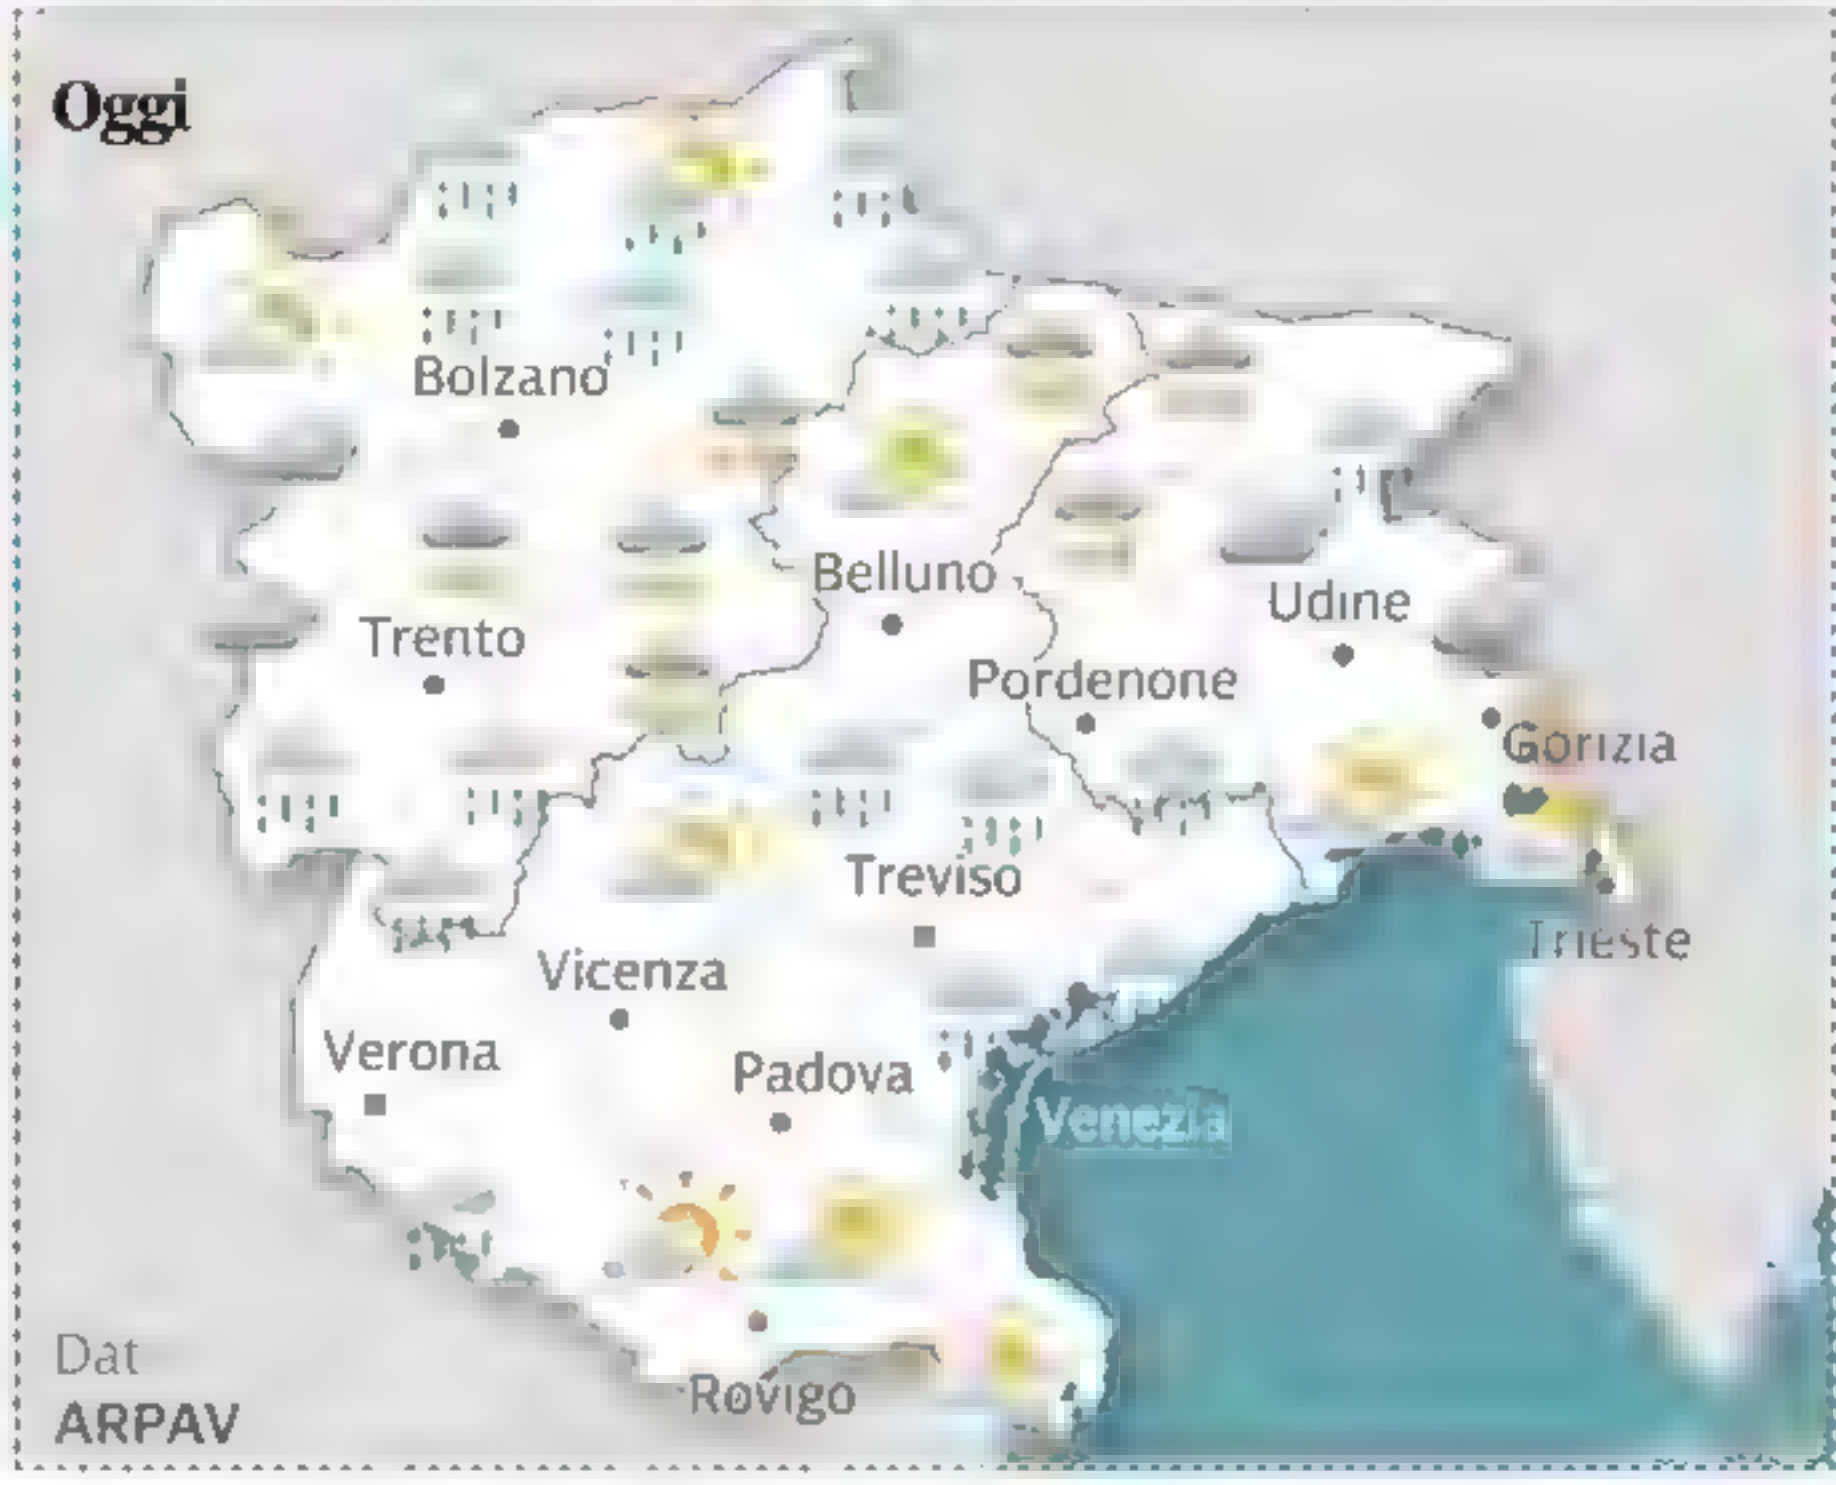 Oggi
Bolzano
Belluno
Trento
Udine
Pordenone
Gorizia
Treviso
Trieste
Vicenza
Verona
Padova
Venezia
Rovigo
Dat
ARPAV